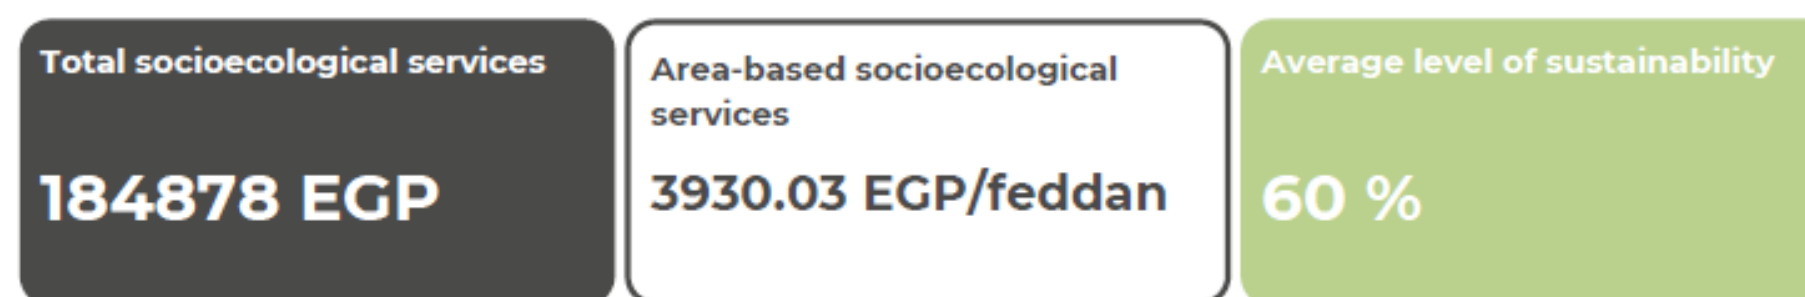 Total socioecological services
184878 EGP
Area-based socioecological
services
3930.03 EGP/feddan
Average level of sustainability
60 %